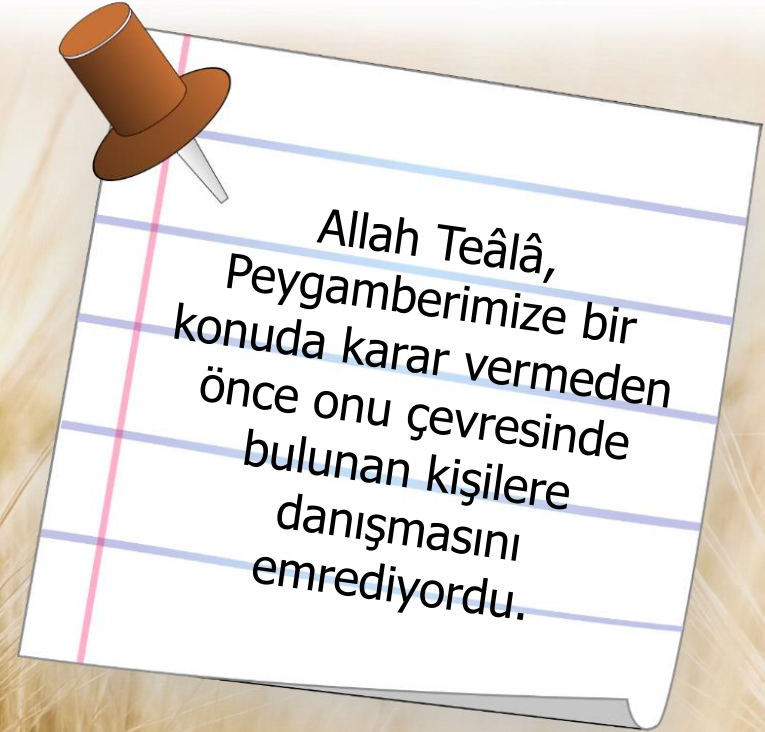 Allah Teâlâ,
Peygamberimize bir
konuda karar vermeden
önce onu çevresinde
bulunan kişilere
danışmasını
emrediyordu.